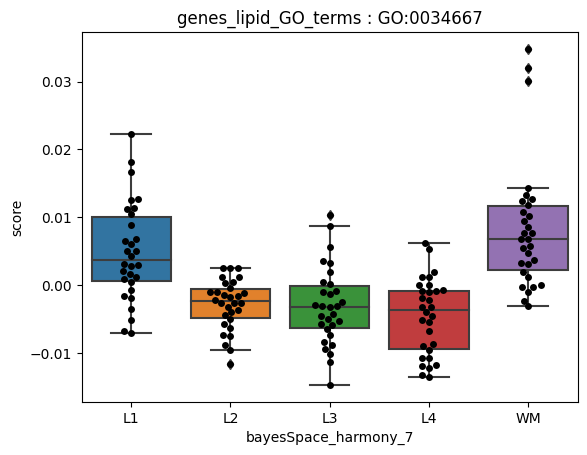 genes_lipid_GO_terms : GO:0034667
score
0.03
0.02
0.01
0.00
−0.01
L1 L2 L3 L4 WM
bayesSpace_harmony_7